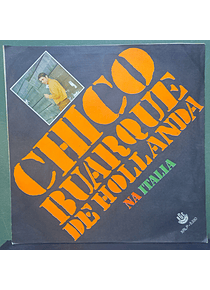 CHICO
BUARQUE
DE HOLLANDA
NA ITALIA